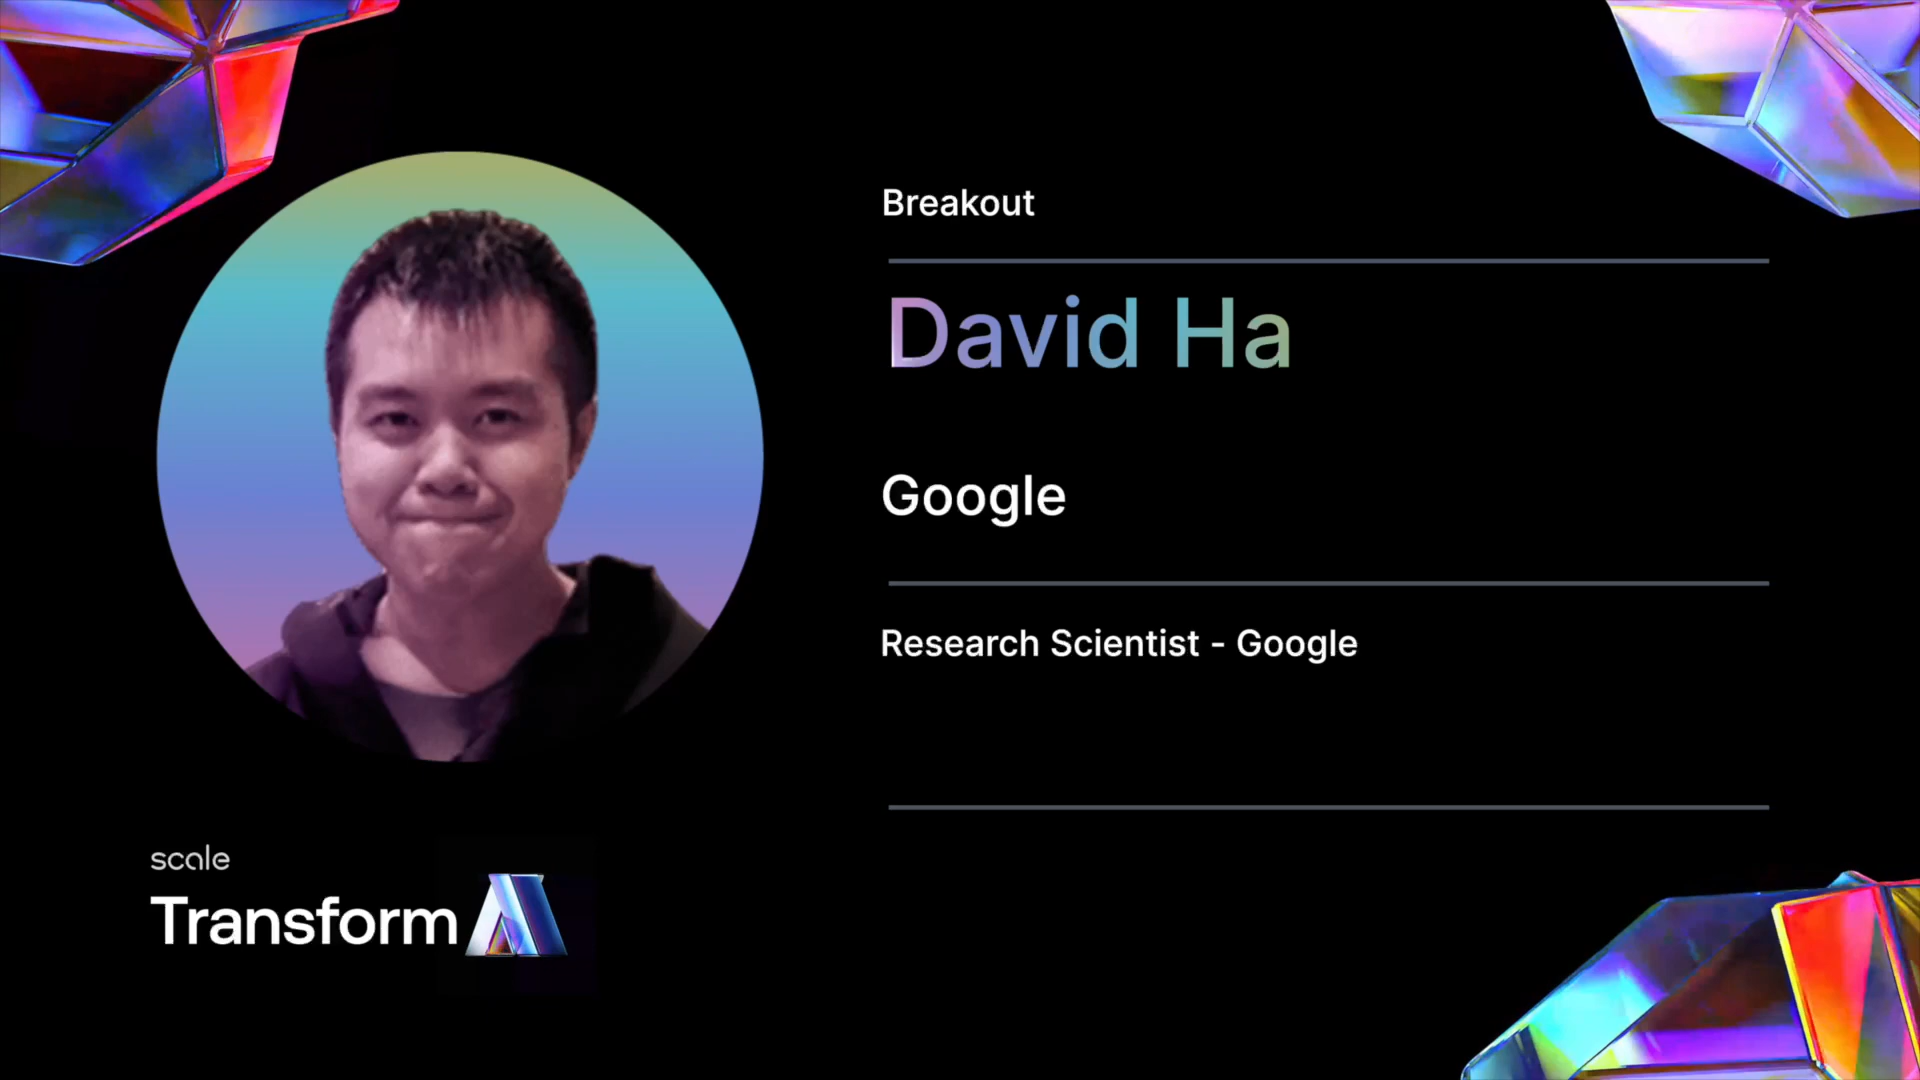 Breakout
David Ha
Google
Research Scientist - Google
scale
Transform